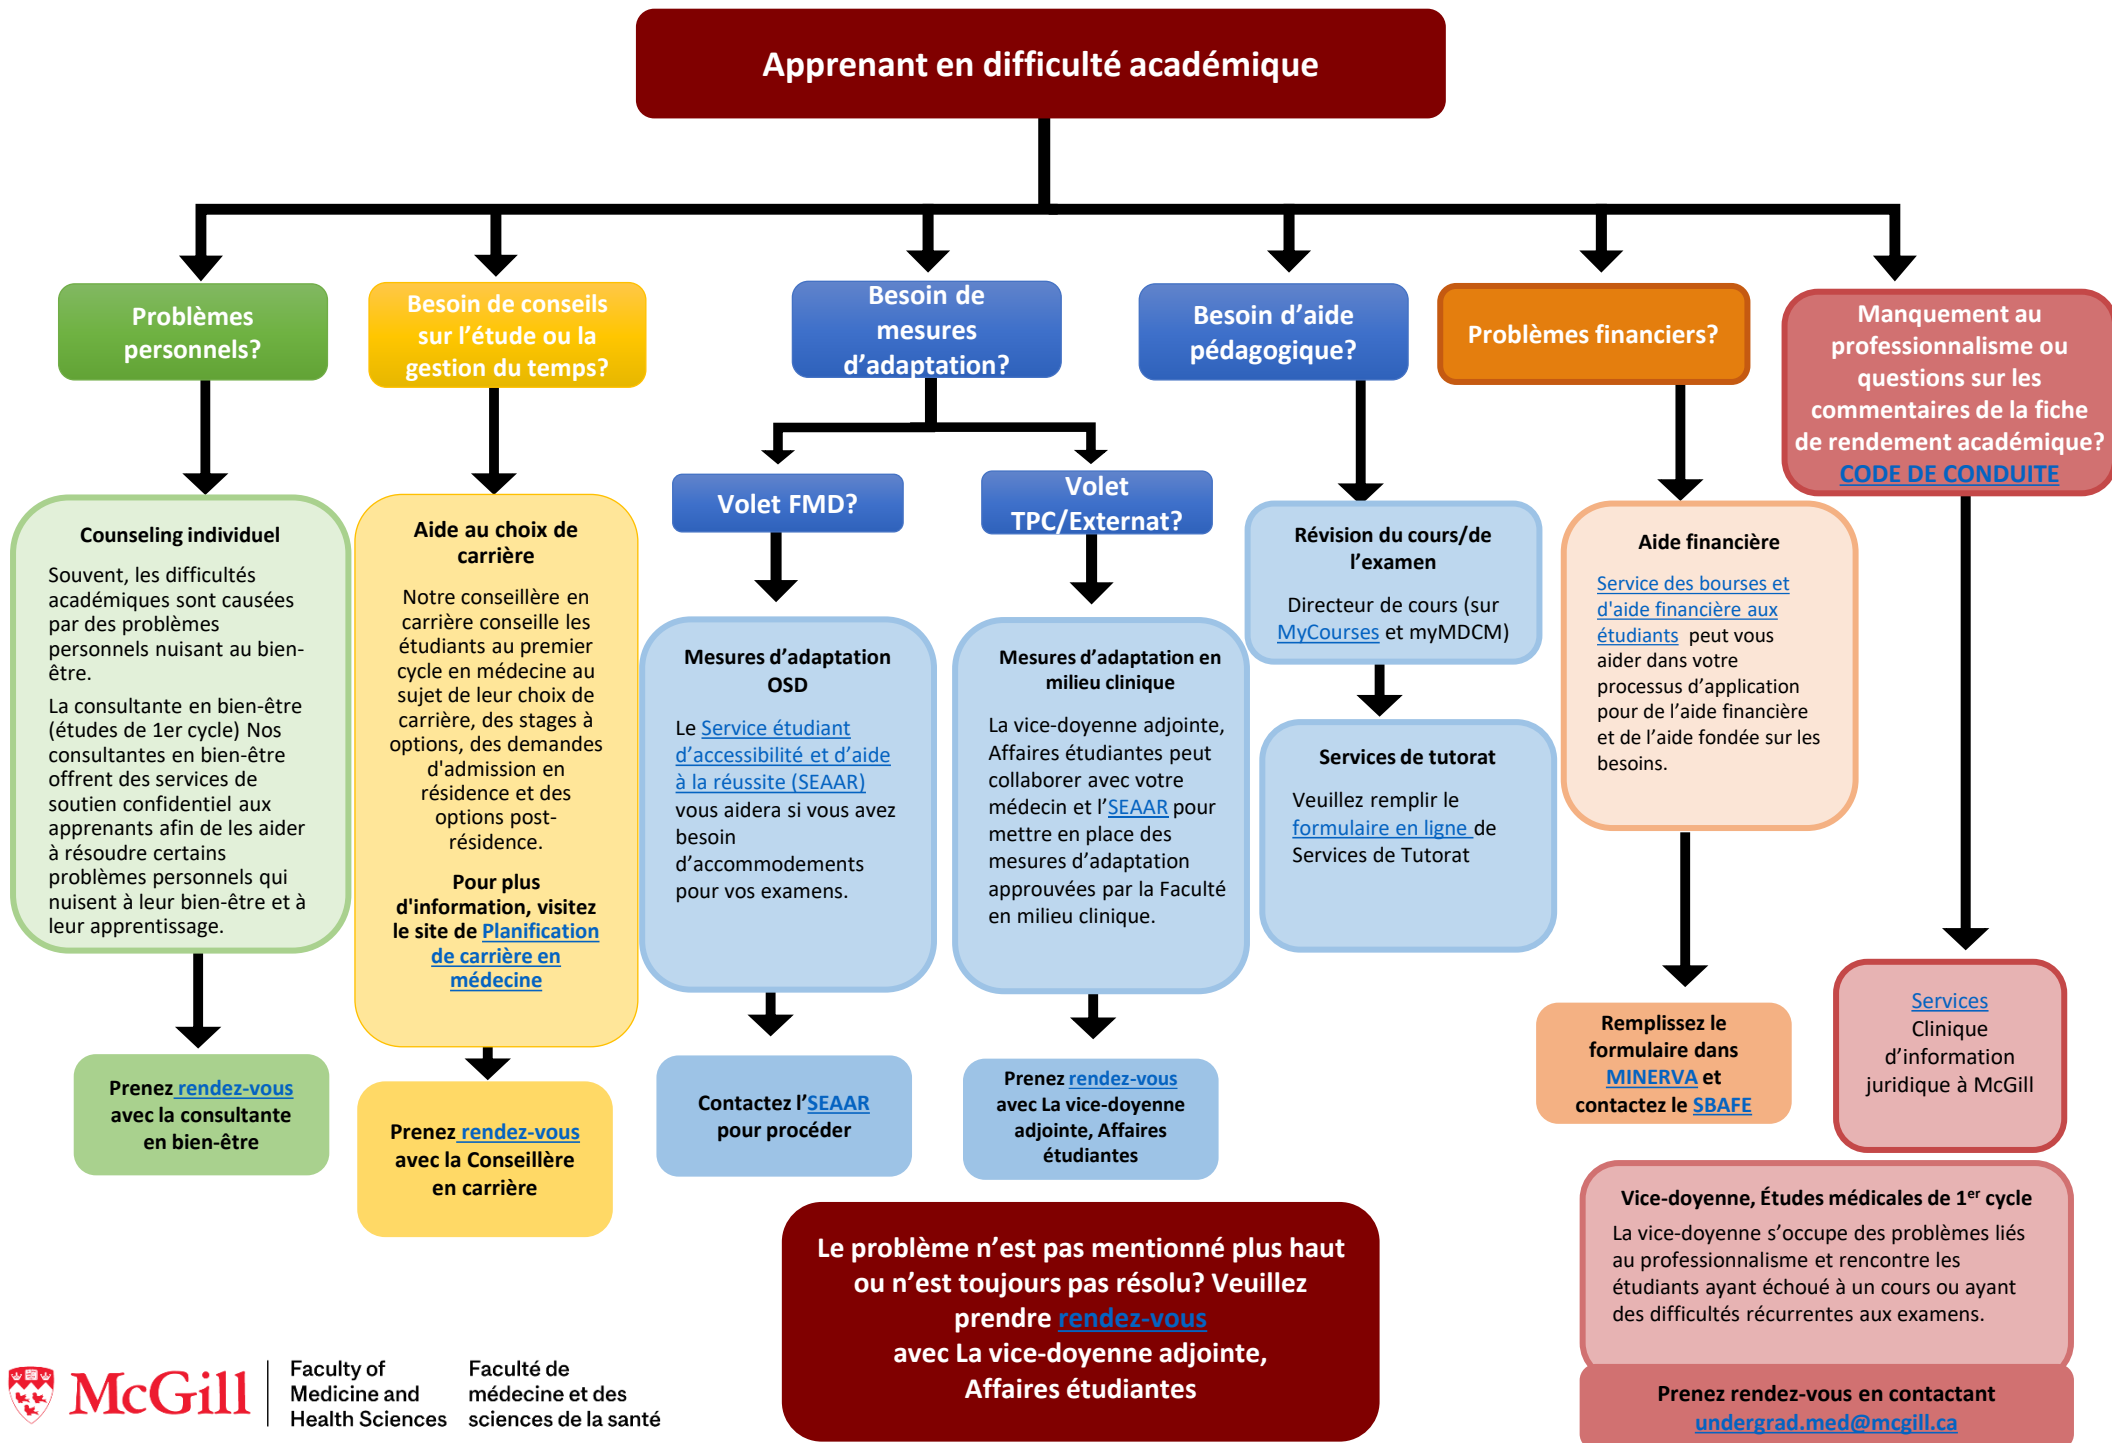 Apprenant en difficulté académique
Problèmes
personnels?
Besoin de conseils
sur l'étude ou la
gestion du temps?
Besoin de
mesures
d'adaptation?
Besoin d'aide
pédagogique?
Problèmes financiers?
Manquement au
professionnalisme ou
questions sur les
commentaires de la fiche
de rendement académique?
CODE DE CONDUITE
Volet FMD?
Volet
TPC/Externat?
Counseling individuel
Souvent, les difficultés
académiques sont causées
par des problèmes
personnels nuisant au bien-
être.
La consultante en bien-être
(études de 1er cycle) Nos
consultantes en bien-être
offrent des services de
soutien confidentiel aux
apprenants afin de les aider
à résoudre certains
problèmes personnels qui
nuisent à leur bien-être et à
leur apprentissage.
Prenez rendez-vous
avec la consultante
en bien-être
Aide au choix de
carrière
Notre conseillère en
carrière conseille les
étudiants au premier
cycle en médecine au
sujet de leur choix de
carrière, des stages à
options, des demandes
d'admission en
résidence et des
options post-
résidence.
Pour plus
d'information, visitez
le site de Planification
de carrière en
médecine
Prenez rendez-vous
avec la Conseillère
en carrière
Mesures d'adaptation
OSD
Le Service étudiant
d'accessibilité et d'aide
à la réussite (SEAAR)
vous aidera si vous avez
besoin
d'accommodements
pour vos examens.
Contactez l'SEAAR
pour procéder
Mesures d'adaptation en
milieu clinique
La vice-doyenne adjointe,
Affaires étudiantes peut
collaborer avec votre
médecin et l'SEAAR pour
mettre en place des
mesures d'adaptation
approuvées par la Faculté
en milieu clinique.
Prenez rendez-vous
avec La vice-doyenne
adjointe, Affaires
étudiantes
Révision du cours/de
l'examen
Directeur de cours (sur
MyCourses et myMDCM)
Services de tutorat
Veuillez remplir le
formulaire en ligne de
Services de Tutorat
Aide financière
Service des bourses et
d'aide financière aux
étudiants peut vous
aider dans votre
processus d'application
pour de l'aide financière
et de l'aide fondée sur les
besoins.
Remplissez le
formulaire dans
MINERVA et
contactez le SBAFE
Services
Clinique
d'information
juridique à McGill
Vice-doyenne, Études médicales de 1er cycle
La vice-doyenne s'occupe des problèmes liés
au professionnalisme et rencontre les
étudiants ayant échoué à un cours ou ayant
des difficultés récurrentes aux examens.
Prenez rendez-vous en contactant
undergrad.med@mcgill.ca
Le problème n'est pas mentionné plus haut
ou n'est toujours pas résolu? Veuillez
prendre rendez-vous
avec La vice-doyenne adjointe,
Affaires étudiantes
McGill
Faculty of
Medicine and
Health Sciences
Faculté de
médecine et des
sciences de la santé